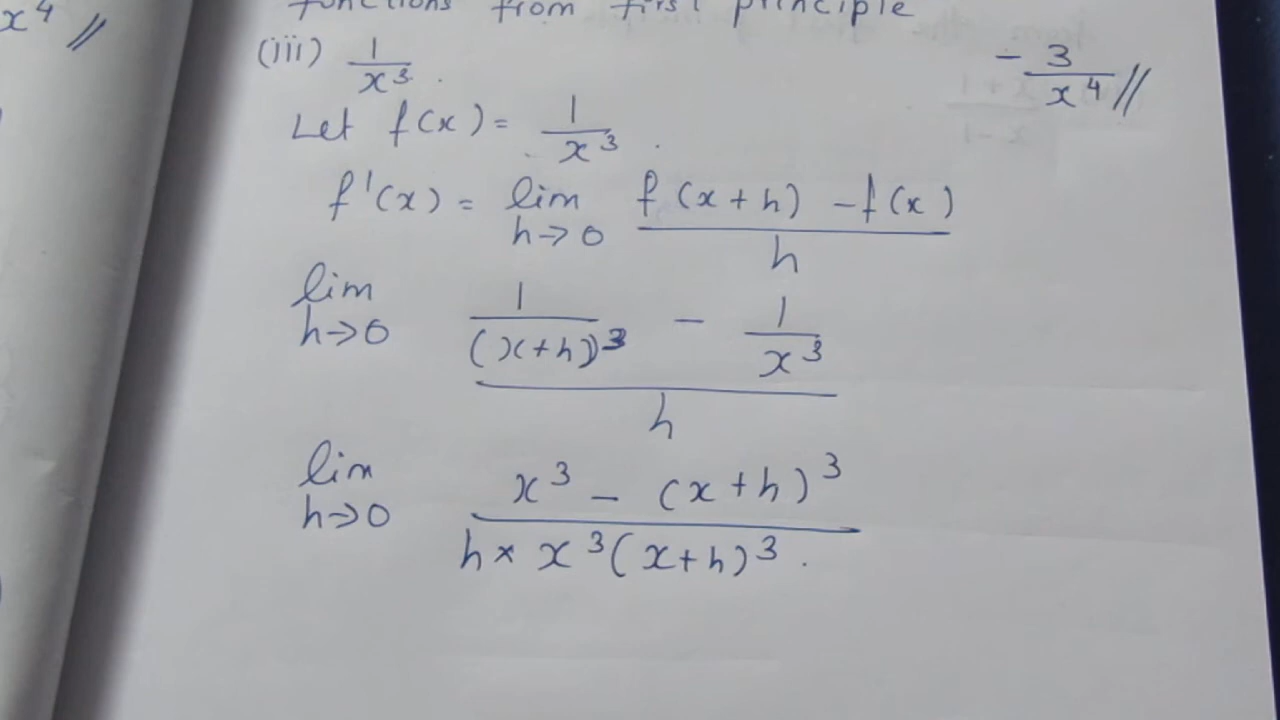 x⁴ //
functions from first principle
(iii) 1/x³ .
- 3/x⁴ //
Let f(x) = 1/x³ .
f'(x) = lim h→0 (f(x+h) - f(x))/h
lim h→0 (1/(x+h)³ - 1/x³)/h
lim h→0 (x³ - (x+h)³)/(h × x³(x+h)³) .